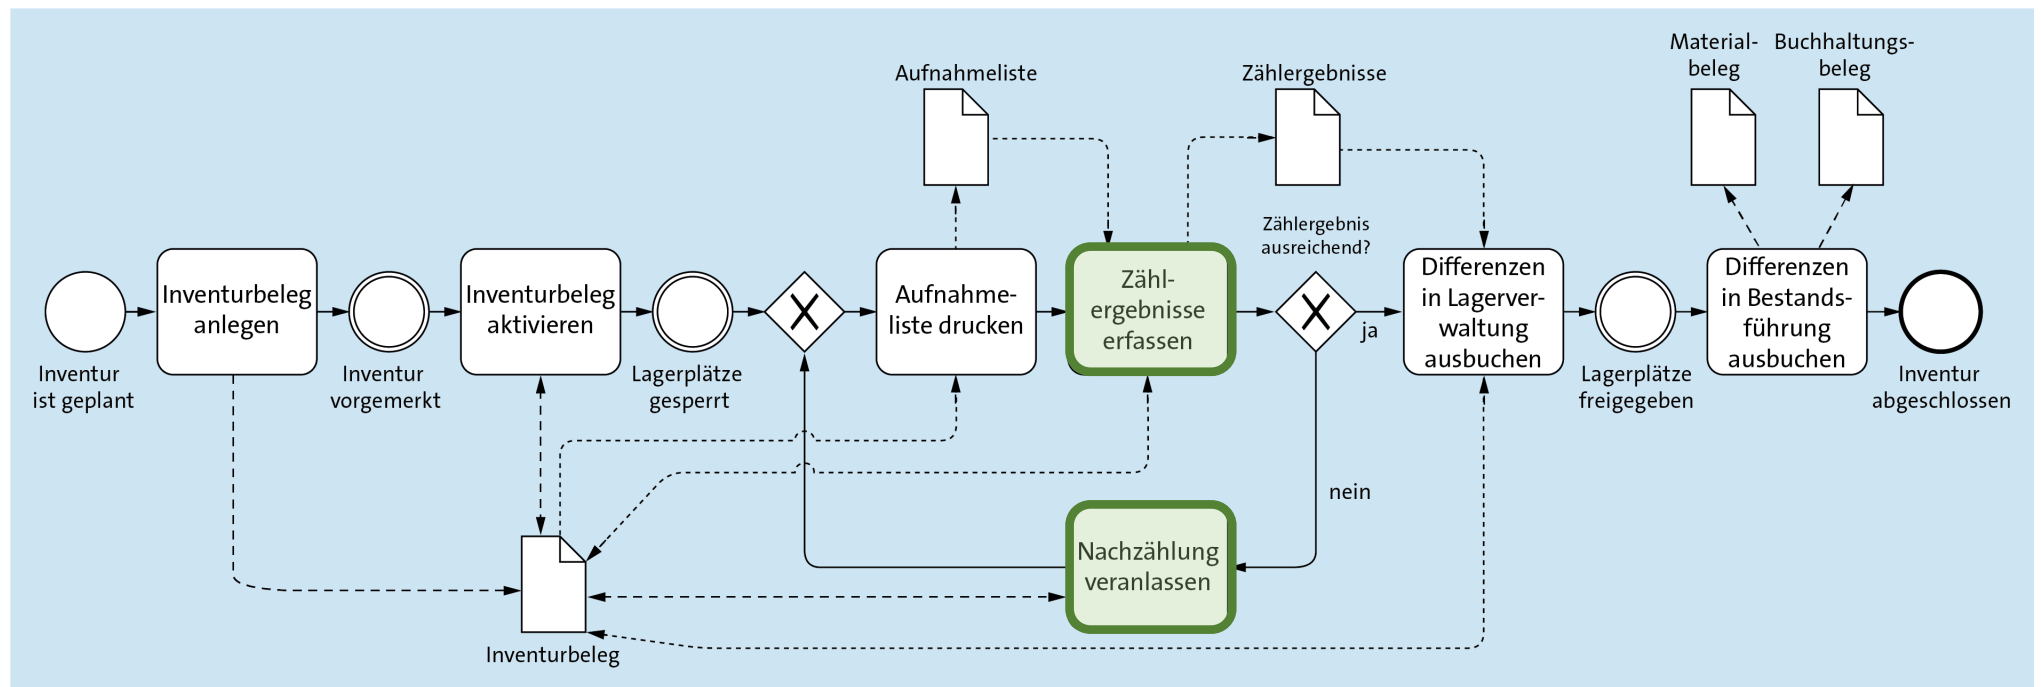 Material-
beleg
Buchhaltungs-
beleg
Aufnahmeliste
Zählergebnisse
Zählergebnis
ausreichend?
Inventurbeleg
anlegen
Inventurbeleg
aktivieren
Aufnahme-
liste drucken
Zähl-
ergebnisse
erfassen
Differenzen
in Lagerver-
waltung
ausbuchen
Differenzen
in Bestands-
führung
ausbuchen
ja
Inventur
ist geplant
Inventur
vorgemerkt
Lagerplätze
gesperrt
Lagerplätze
freigegeben
Inventur
abgeschlossen
nein
Nachzählung
veranlassen
Inventurbeleg